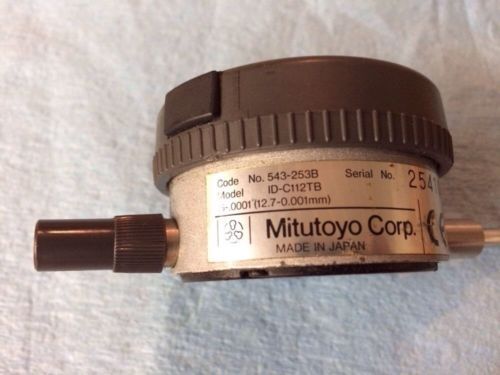 Code No. 543-253B Serial No.
Model ID-C112TB
.0001"(12.7-0.001mm)
Mitutoyo Corp.
MADE IN JAPAN